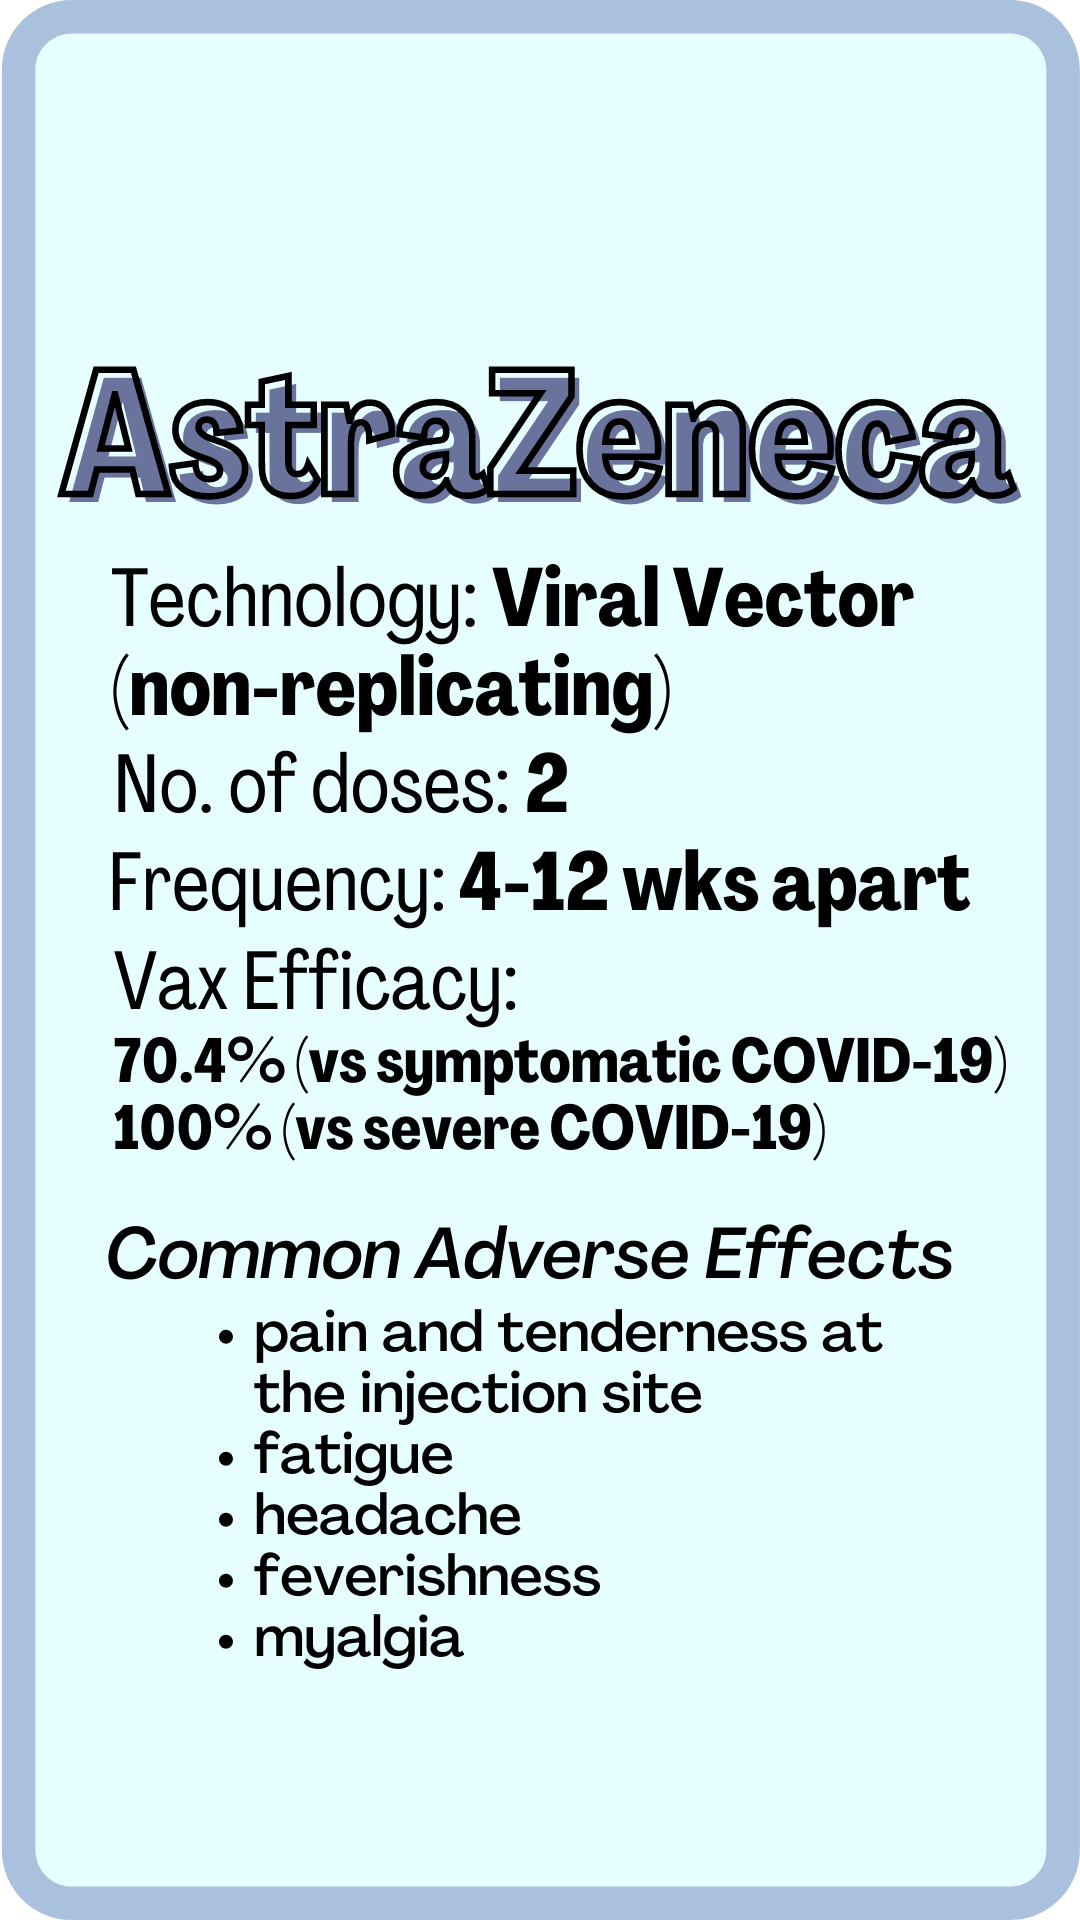 AstraZeneca
Technology: Viral Vector
(non-replicating)
No. of doses: 2
Frequency: 4-12 wks apart
Vax Efficacy:
70.4% (vs symptomatic COVID-19)
100% (vs severe COVID-19)
Common Adverse Effects
• pain and tenderness at
the injection site
• fatigue
• headache
• feverishness
• myalgia